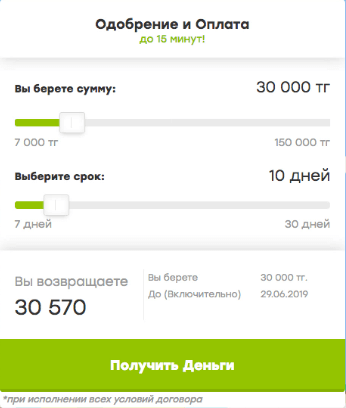 Одобрение и Оплата
до 15 минут!
Вы берете сумму: 30 000 тг
7 000 тг 150 000 тг
Выберите срок: 10 дней
7 дней 30 дней
Вы возвращаете
30 570
Вы берете 30 000 тг.
До (Включительно) 29.06.2019
Получить Деньги
*при исполнении всех условий договора